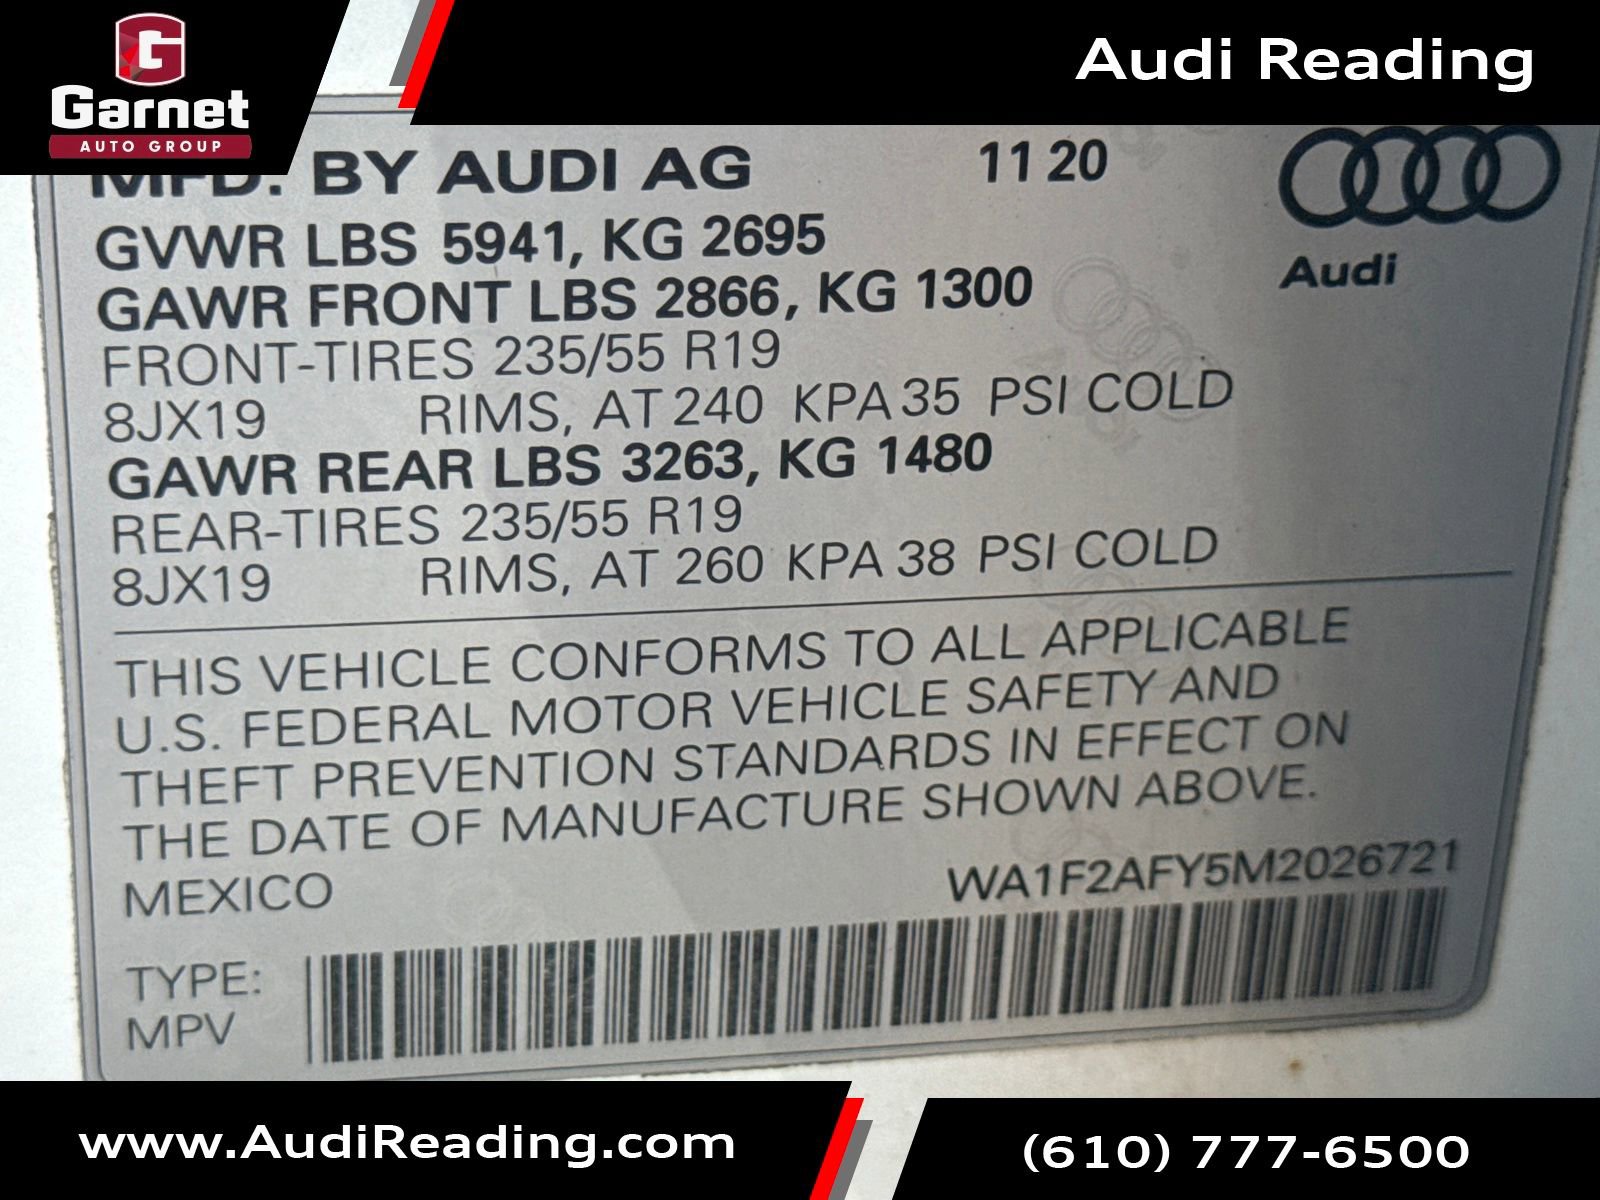 G
Garnet
AUTO GROUP
Audi Reading
MFD. BY AUDI AG 11 20
GVWR LBS 5941, KG 2695
GAWR FRONT LBS 2866, KG 1300
Audi
FRONT-TIRES 235/55 R19
8JX19 RIMS, AT 240 KPA 35 PSI COLD
GAWR REAR LBS 3263, KG 1480
REAR-TIRES 235/55 R19
8JX19 RIMS, AT 260 KPA 38 PSI COLD
THIS VEHICLE CONFORMS TO ALL APPLICABLE
U.S. FEDERAL MOTOR VEHICLE SAFETY AND
THEFT PREVENTION STANDARDS IN EFFECT ON
THE DATE OF MANUFACTURE SHOWN ABOVE.
MEXICO WA1F2AFY5M2026721
TYPE:
MPV
www.AudiReading.com
(610) 777-6500